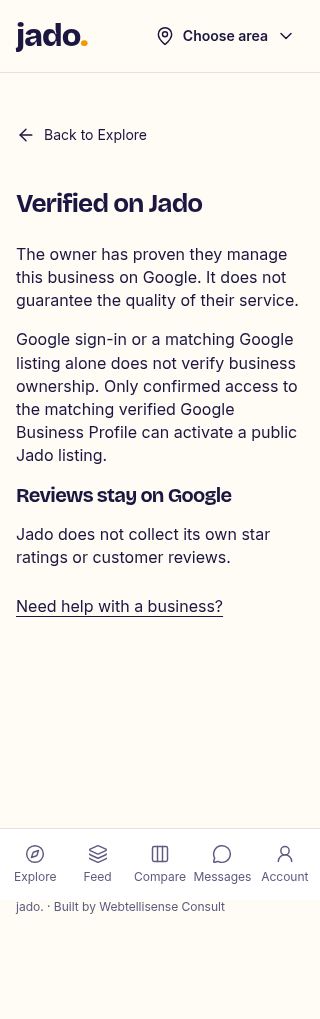 jado.
Choose area
Back to Explore
Verified on Jado
The owner has proven they manage
this business on Google. It does not
guarantee the quality of their service.
Google sign-in or a matching Google
listing alone does not verify business
ownership. Only confirmed access to
the matching verified Google
Business Profile can activate a public
Jado listing.
Reviews stay on Google
Jado does not collect its own star
ratings or customer reviews.
Need help with a business?
Explore Feed Compare Messages Account
jado. · Built by Webtellisense Consult